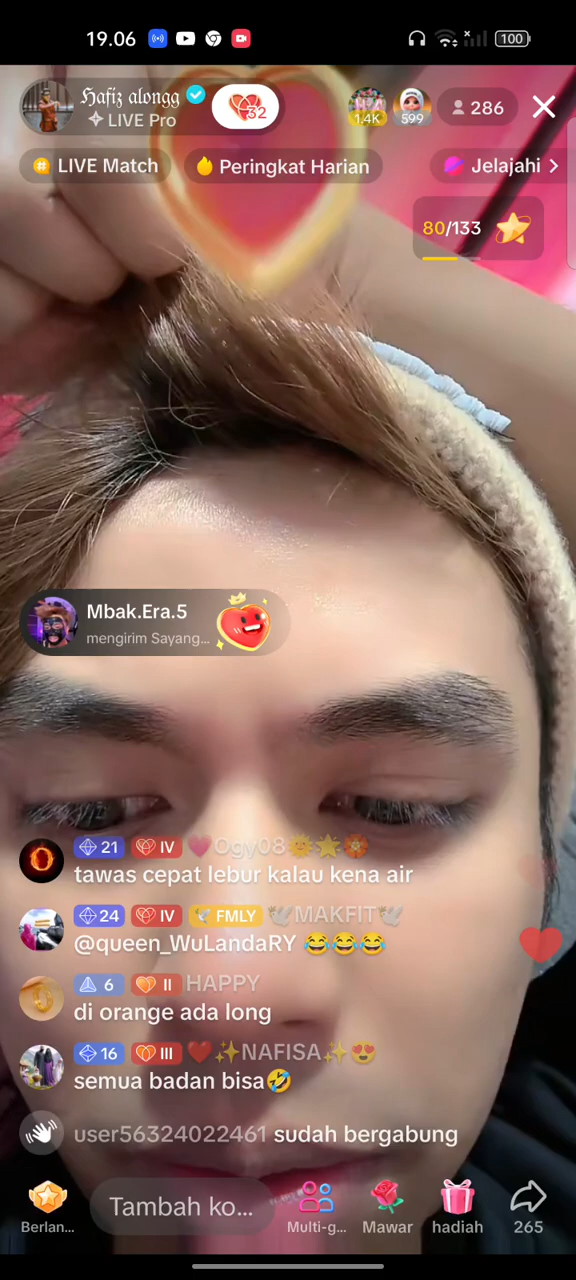 19.06
100
Hafiz alongg
LIVE Pro
32
1.4K
599
286
LIVE Match
Peringkat Harian
Jelajahi
80/133
Mbak.Era.5
mengirim Sayang...
21 IV 💗Ogy08🌟⭐🏵️
tawas cepat lebur kalau kena air
24 IV FMLY 🕊️MAKFIT🕊️
@queen_WuLandaRY 😂😂😂
6 II HAPPY
di orange ada long
16 III ❤️✨NAFISA✨😍
semua badan bisa🤣
user56324022461 sudah bergabung
Tambah ko...
Berlan...
Multi-g...
Mawar
hadiah
265